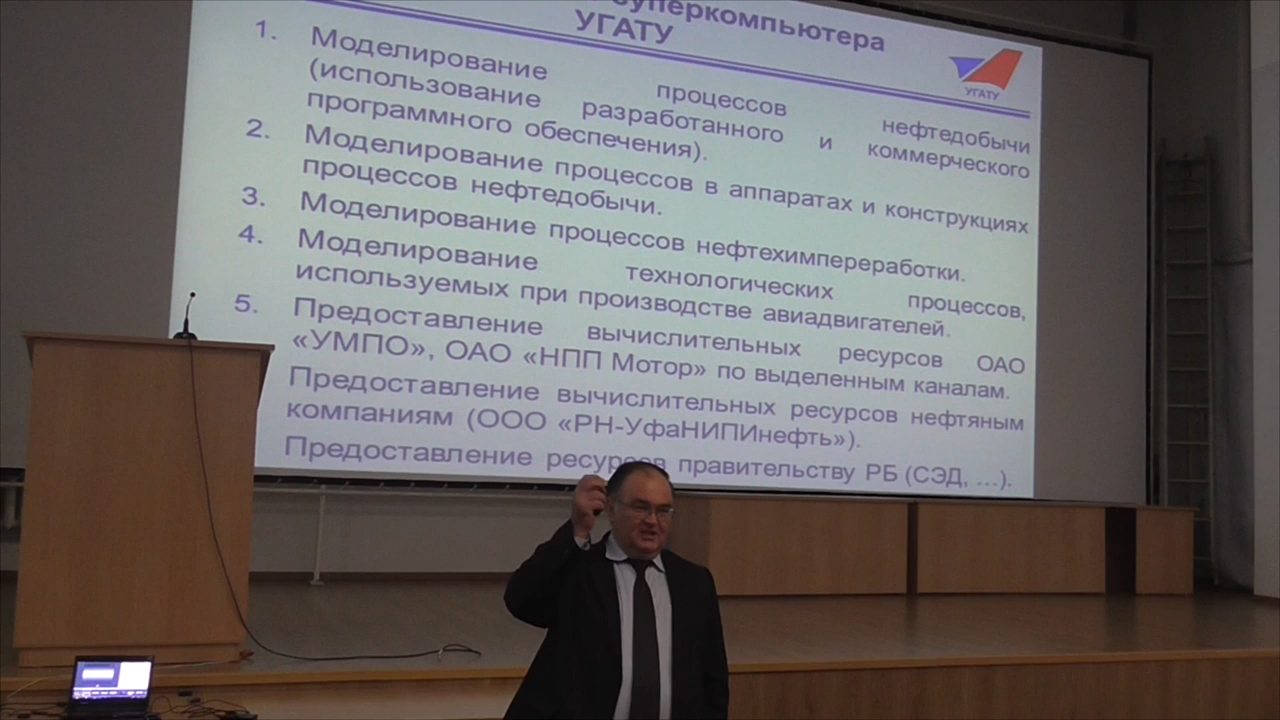 суперкомпьютера
УГАТУ
УГАТУ
1. Моделирование процессов нефтедобычи
(использование разработанного и коммерческого
программного обеспечения).
2. Моделирование процессов в аппаратах и конструкциях
процессов нефтедобычи.
3. Моделирование процессов нефтехимпереработки.
4. Моделирование технологических процессов,
используемых при производстве авиадвигателей.
5. Предоставление вычислительных ресурсов ОАО
«УМПО», ОАО «НПП Мотор» по выделенным каналам.
Предоставление вычислительных ресурсов нефтяным
компаниям (ООО «РН-УфаНИПИнефть»).
Предоставление ресурсов правительству РБ (СЭД, ...).